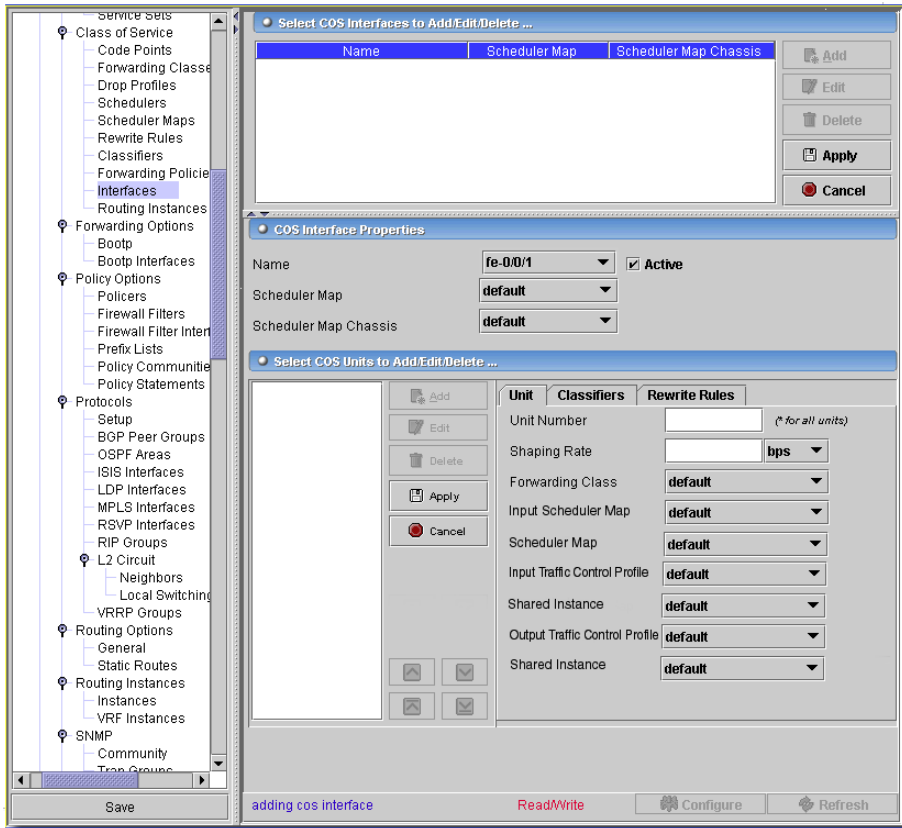 Service Sets
Class of Service
Code Points
Forwarding Classe
Drop Profiles
Schedulers
Scheduler Maps
Rewrite Rules
Classifiers
Forwarding Policie
Interfaces
Routing Instances
Forwarding Options
Bootp
Bootp Interfaces
Policy Options
Policers
Firewall Filters
Firewall Filter Interf
Prefix Lists
Policy Communitie
Policy Statements
Protocols
Setup
BGP Peer Groups
OSPF Areas
ISIS Interfaces
LDP Interfaces
MPLS Interfaces
RSVP Interfaces
RIP Groups
L2 Circuit
Neighbors
Local Switching
VRRP Groups
Routing Options
General
Static Routes
Routing Instances
Instances
VRF Instances
SNMP
Community
Trap Groups
Save
Select COS Interfaces to Add/Edit/Delete ...
Name Scheduler Map Scheduler Map Chassis
Add
Edit
Delete
Apply
Cancel
COS Interface Properties
Name fe-0/0/1 Active
Scheduler Map default
Scheduler Map Chassis default
Select COS Units to Add/Edit/Delete ...
Add
Edit
Delete
Apply
Cancel
Unit Classifiers Rewrite Rules
Unit Number (* for all units)
Shaping Rate bps
Forwarding Class default
Input Scheduler Map default
Scheduler Map default
Input Traffic Control Profile default
Shared Instance default
Output Traffic Control Profile default
Shared Instance default
adding cos interface Read/Write Configure Refresh